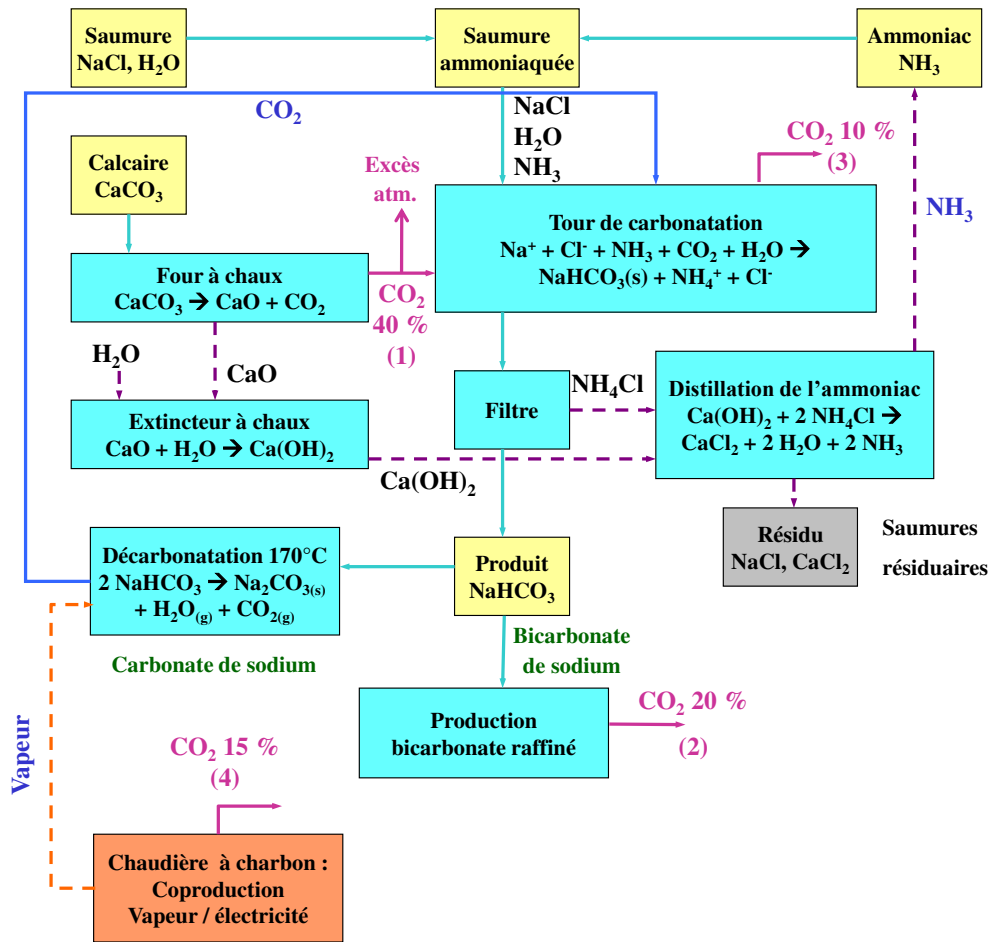 Saumure
NaCl, H₂O
Saumure
ammoniaquée
Ammoniac
NH₃
CO₂
NaCl
H₂O
NH₃
CO₂ 10 %
(3)
Calcaire
CaCO₃
Excès
atm.
NH₃
Tour de carbonatation
Na⁺ + Cl⁻ + NH₃ + CO₂ + H₂O →
NaHCO₃(s) + NH₄⁺ + Cl⁻
Four à chaux
CaCO₃ → CaO + CO₂
CO₂
40 %
(1)
H₂O
CaO
NH₄Cl
Filtre
Distillation de l’ammoniac
Ca(OH)₂ + 2 NH₄Cl →
CaCl₂ + 2 H₂O + 2 NH₃
Extincteur à chaux
CaO + H₂O → Ca(OH)₂
Ca(OH)₂
Résidu
NaCl, CaCl₂
Saumures
résiduaires
Décarbonatation 170°C
2 NaHCO₃ → Na₂CO₃₍ₛ₎
+ H₂O(g) + CO₂(g)
Produit
NaHCO₃
Carbonate de sodium
Bicarbonate
de sodium
Production
bicarbonate raffiné
CO₂ 20 %
(2)
Vapeur
CO₂ 15 %
(4)
Chaudière à charbon :
Coproduction
Vapeur / électricité